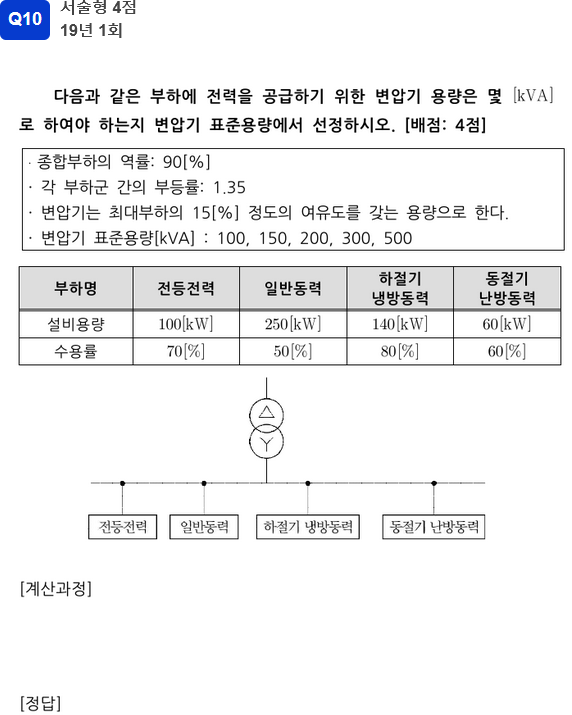 Q10
서술형 4점
19년 1회
다음과 같은 부하에 전력을 공급하기 위한 변압기 용량은 몇 [kVA]
로 하여야 하는지 변압기 표준용량에서 선정하시오. [배점: 4점]
· 종합부하의 역률: 90[%]
· 각 부하군 간의 부등률: 1.35
· 변압기는 최대부하의 15[%] 정도의 여유도를 갖는 용량으로 한다.
· 변압기 표준용량[kVA] : 100, 150, 200, 300, 500
부하명 전등전력 일반동력 하절기 냉방동력 동절기 난방동력
설비용량 100[kW] 250[kW] 140[kW] 60[kW]
수용률 70[%] 50[%] 80[%] 60[%]
전등전력 일반동력 하절기 냉방동력 동절기 난방동력
[계산과정]
[정답]